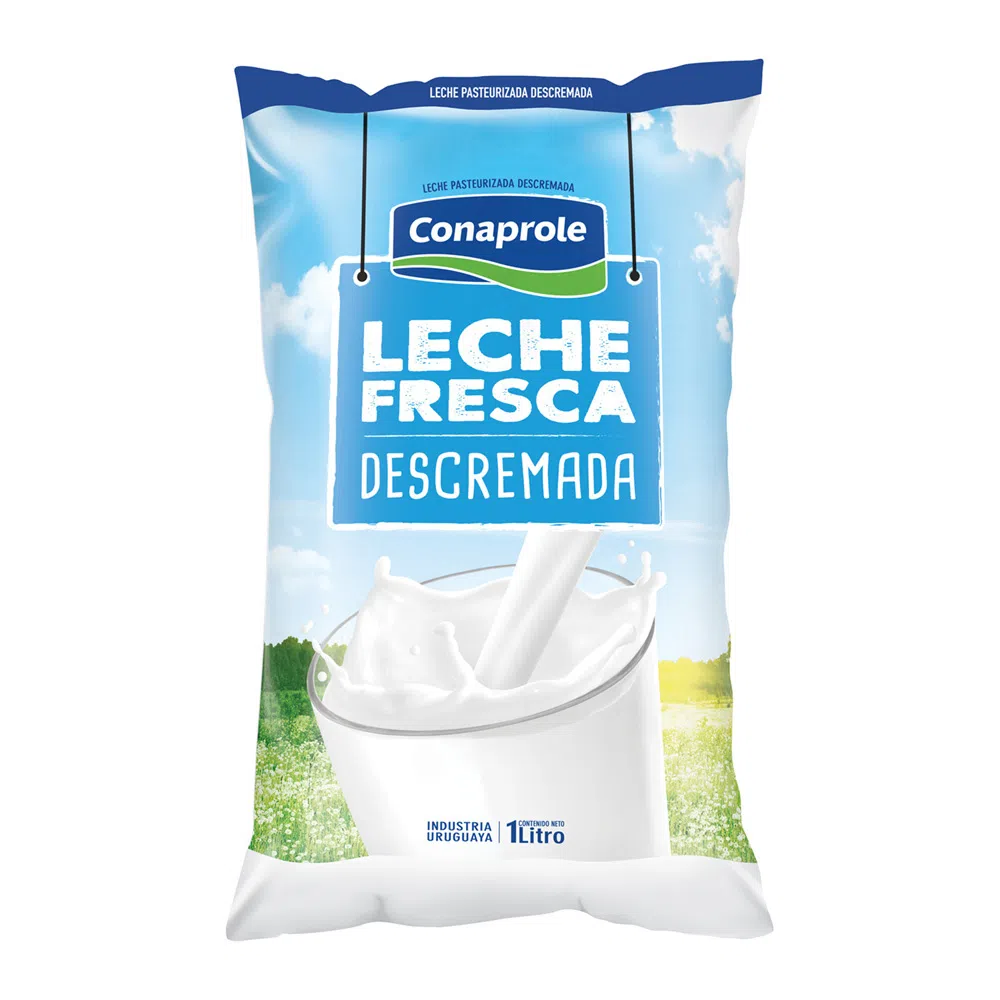 LECHE PASTEURIZADA DESCREMADA
LECHE PASTEURIZADA DESCREMADA
Conaprole
LECHE
FRESCA
DESCREMADA
INDUSTRIA
URUGUAYA
CONTENIDO NETO
1Litro